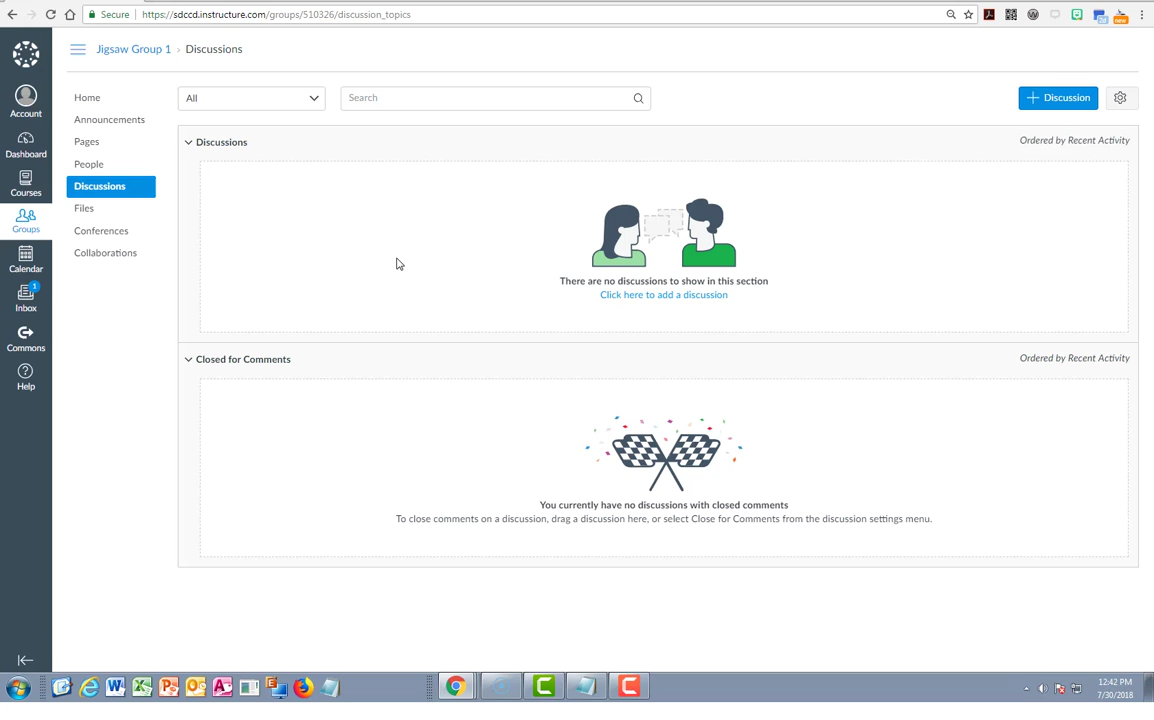 Secure | https://sdccd.instructure.com/groups/510326/discussion_topics
new
Jigsaw Group 1 › Discussions
Account
Dashboard
Courses
Groups
Calendar
1
Inbox
Commons
Help
Home
Announcements
Pages
People
Discussions
Files
Conferences
Collaborations
All
Search
+ Discussion
Discussions
Ordered by Recent Activity
There are no discussions to show in this section
Click here to add a discussion
Closed for Comments
Ordered by Recent Activity
You currently have no discussions with closed comments
To close comments on a discussion, drag a discussion here, or select Close for Comments from the discussion settings menu.
12:42 PM
7/30/2018